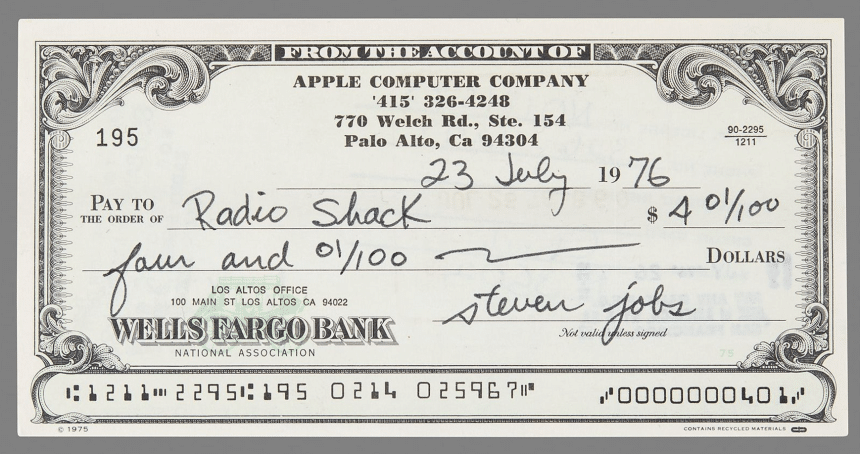 FROM THE ACCOUNT OF
APPLE COMPUTER COMPANY
'415' 326-4248
770 Welch Rd., Ste. 154
Palo Alto, Ca 94304
195
90-2295
1211
23 July 1976
PAY TO THE ORDER OF Radio Shack $ 4 01/100
four and 01/100 DOLLARS
LOS ALTOS OFFICE
100 MAIN ST LOS ALTOS CA 94022
WELLS FARGO BANK
NATIONAL ASSOCIATION
steven jobs
Not valid unless signed
75
⑆1211⑉2295⑆195 0214 025967⑈ ⑇0000000401⑇
© 1975
CONTAINS RECYCLED MATERIALS